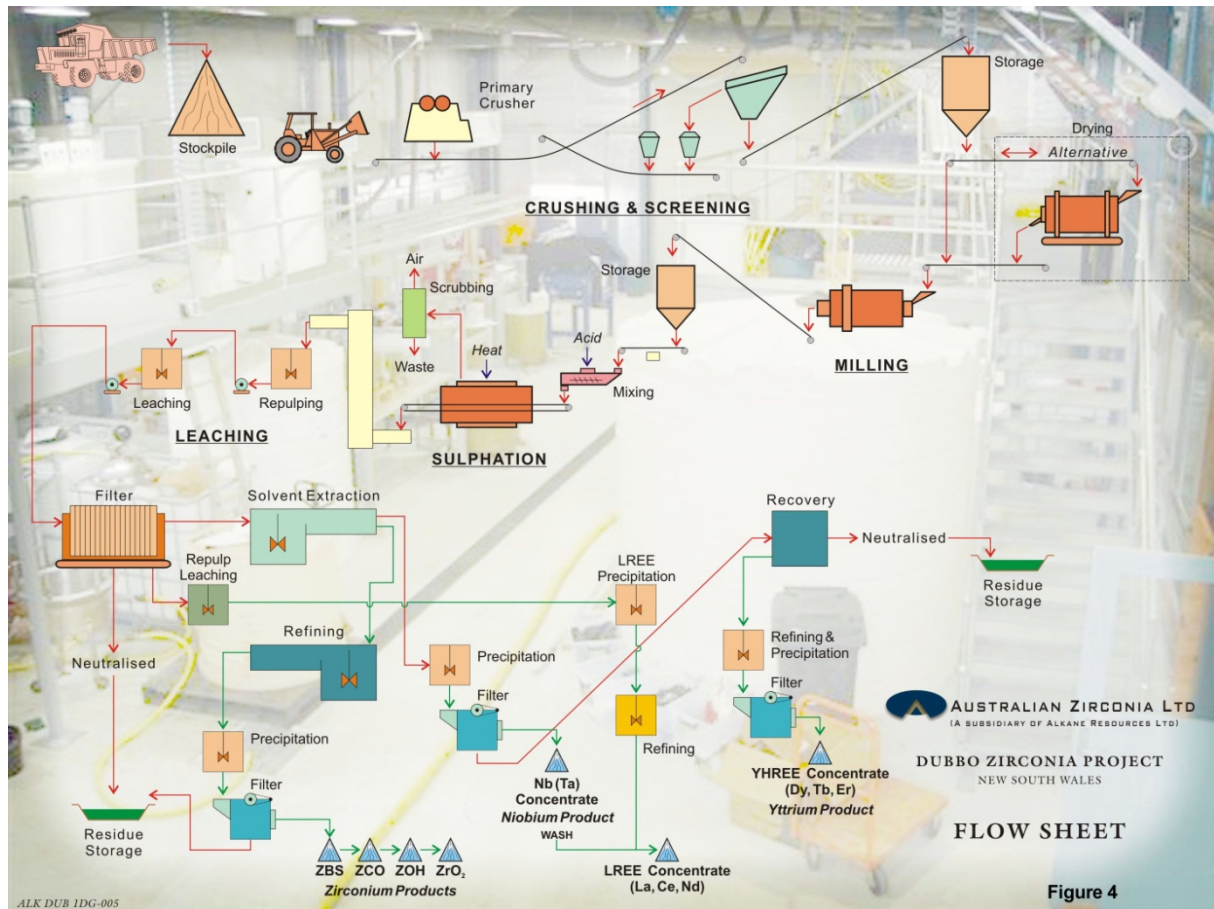 Stockpile
Primary
Crusher
Storage
Drying
Alternative
CRUSHING & SCREENING
Air
Scrubbing
Waste
Heat
Acid
Storage
Mixing
MILLING
Leaching
Repulping
LEACHING
SULPHATION
Filter
Solvent Extraction
Recovery
Neutralised
Residue
Storage
Repulp
Leaching
LREE
Precipitation
Refining
Neutralised
Precipitation
Filter
Refining &
Precipitation
Filter
Precipitation
Filter
Refining
Nb (Ta)
Concentrate
Niobium Product
WASH
YHREE Concentrate
(Dy, Tb, Er)
Yttrium Product
Residue
Storage
ZBS ZCO ZOH ZrO₂
Zirconium Products
LREE Concentrate
(La, Ce, Nd)
AUSTRALIAN ZIRCONIA LTD
(A SUBSIDIARY OF ALKANE RESOURCES LTD)
DUBBO ZIRCONIA PROJECT
NEW SOUTH WALES
FLOW SHEET
Figure 4
ALK DUB 1DG-005